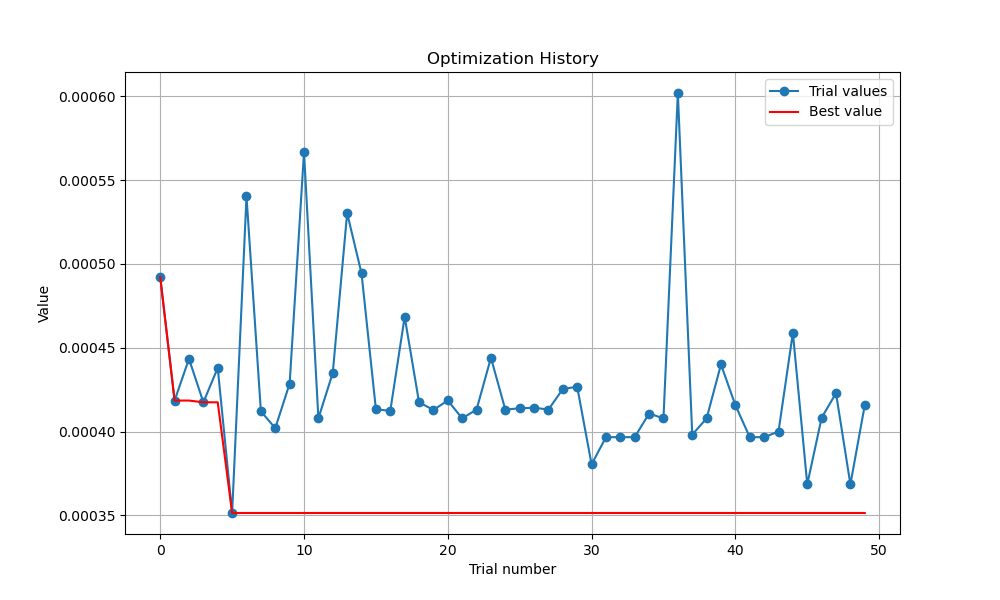 Optimization History
Trial values
Best value
0.00060
0.00055
0.00050
0.00045
0.00040
0.00035
Value
0 10 20 30 40 50
Trial number